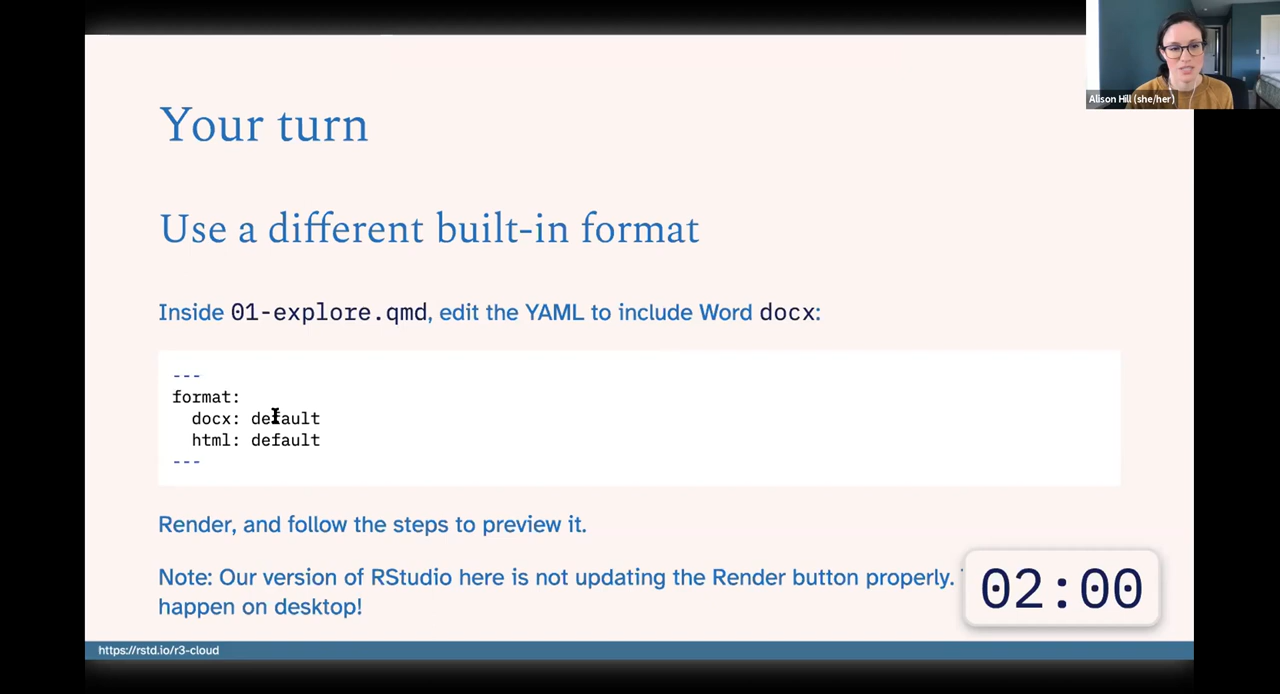 Alison Hill (she/her)
Your turn
Use a different built-in format
Inside 01-explore.qmd, edit the YAML to include Word docx:
---
format:
  docx: default
  html: default
---
Render, and follow the steps to preview it.
Note: Our version of RStudio here is not updating the Render button properly.
happen on desktop!
02:00
https://rstd.io/r3-cloud